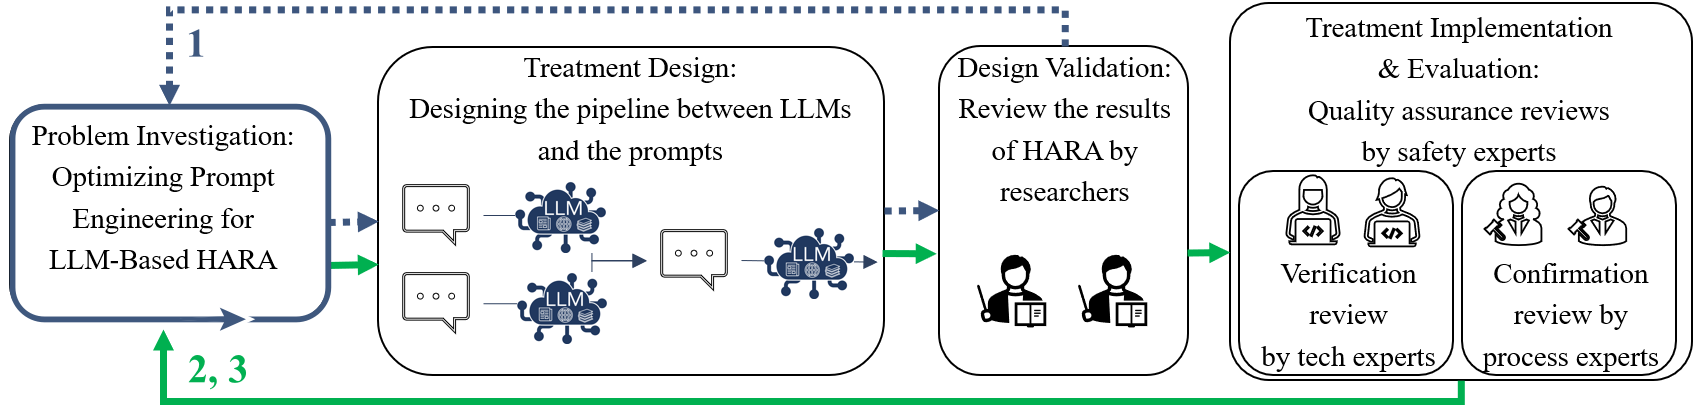 1
Problem Investigation:
Optimizing Prompt
Engineering for
LLM-Based HARA
2, 3
Treatment Design:
Designing the pipeline between LLMs
and the prompts
LLM
LLM
LLM
Design Validation:
Review the results
of HARA by
researchers
Treatment Implementation
& Evaluation:
Quality assurance reviews
by safety experts
</>
</>
Verification
review
by tech experts
Confirmation
review by
process experts